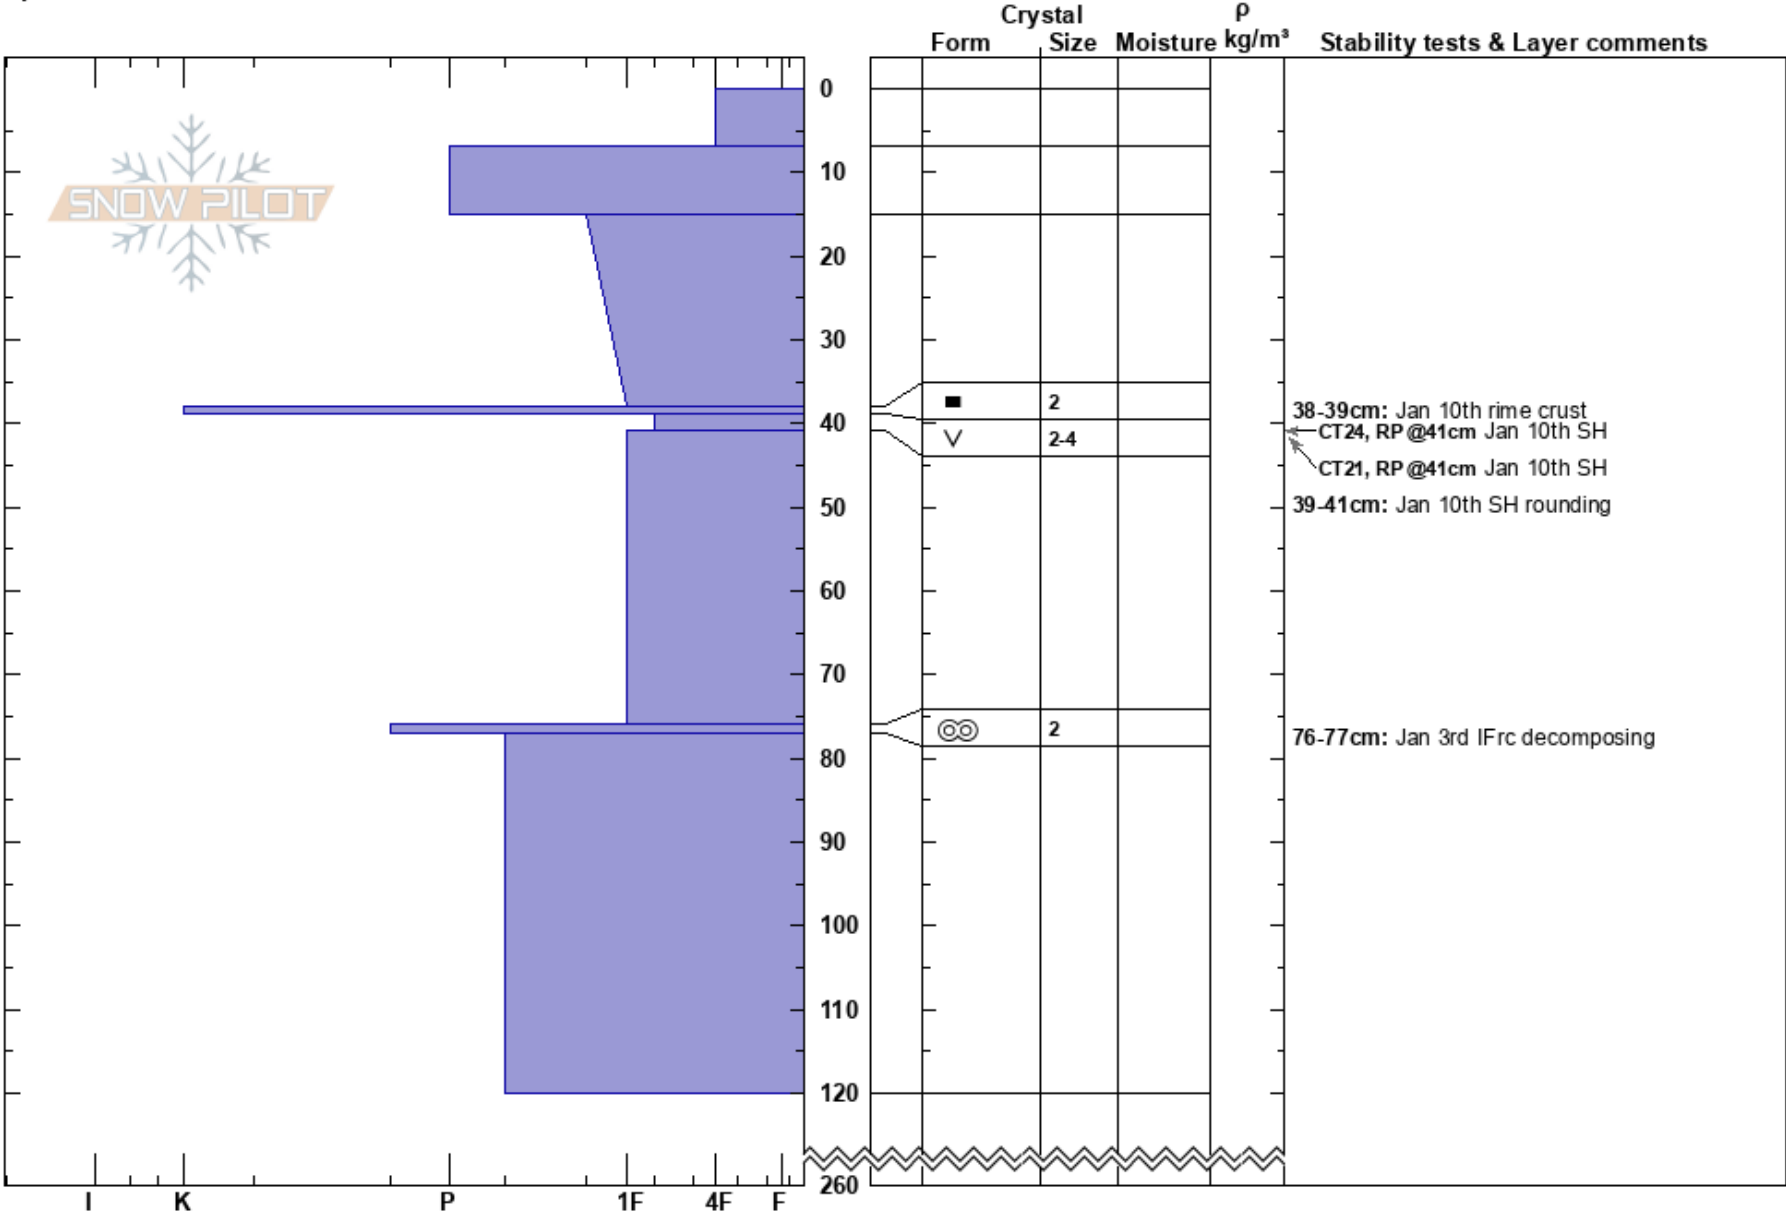 Crystal ρ
Form Size Moisture kg/m³ Stability tests & Layer comments
0
SNOW PILOT
10
20
30
2
38-39cm: Jan 10th rime crust
40
CT24, RP @41cm Jan 10th SH
2-4
CT21, RP @41cm Jan 10th SH
50
39-41cm: Jan 10th SH rounding
60
70
2
76-77cm: Jan 3rd IFrc decomposing
80
90
100
110
120
260
I K P 1F 4F F